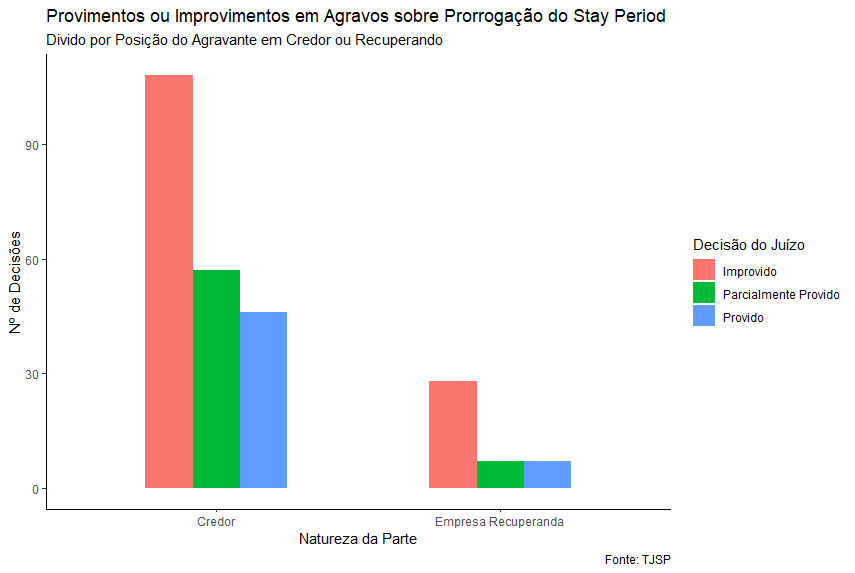 Provimentos ou Improvimentos em Agravos sobre Prorrogação do Stay Period
Divido por Posição do Agravante em Credor ou Recuperando
90
60
30
0
Nº de Decisões
Credor
Empresa Recuperanda
Natureza da Parte
Decisão do Juízo
Improvido
Parcialmente Provido
Provido
Fonte: TJSP